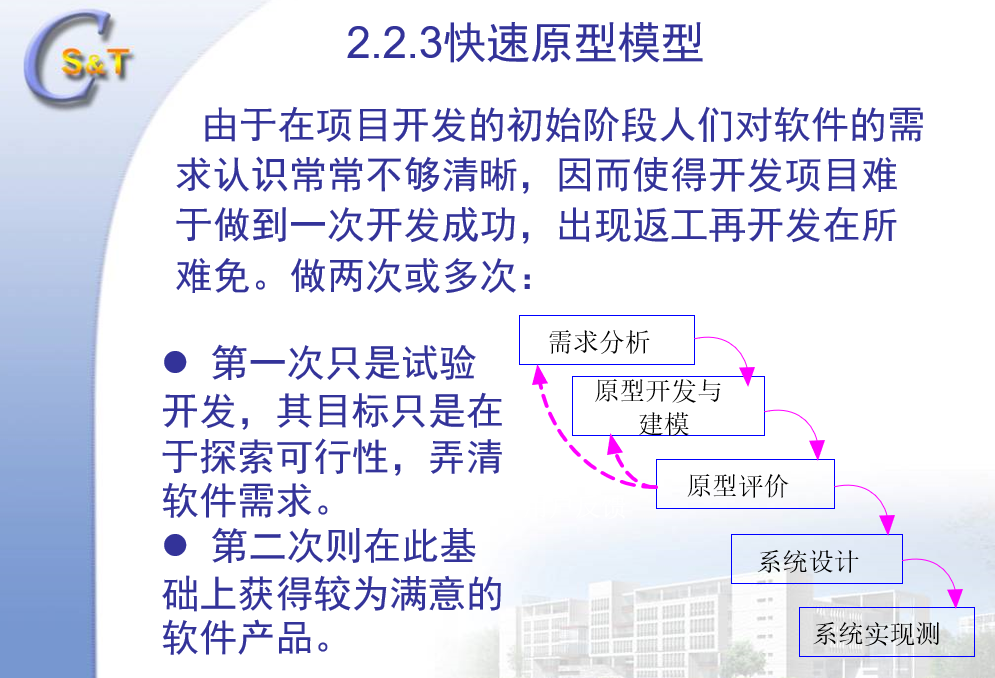 CS&T
2.2.3快速原型模型
由于在项目开发的初始阶段人们对软件的需
求认识常常不够清晰，因而使得开发项目难
于做到一次开发成功，出现返工再开发在所
难免。做两次或多次：
● 第一次只是试验
开发，其目标只是在
于探索可行性，弄清
软件需求。
● 第二次则在此基
础上获得较为满意的
软件产品。
需求分析
原型开发与
建模
原型评价
系统设计
系统实现测